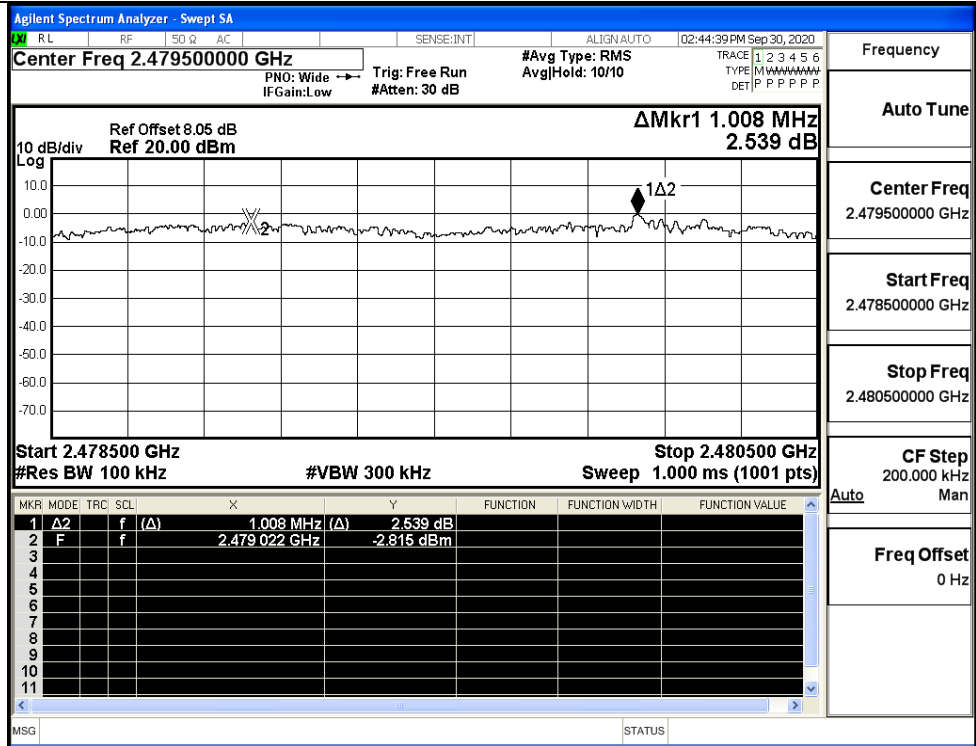 Agilent Spectrum Analyzer - Swept SA
LXI RL RF 50 Ω AC SENSE:INT ALIGN AUTO 02:44:39 PM Sep 30, 2020
Center Freq 2.479500000 GHz
PNO: Wide
IFGain:Low
Trig: Free Run
#Atten: 30 dB
#Avg Type: RMS
Avg|Hold: 10/10
TRACE 1 2 3 4 5 6
TYPE M WWWWW
DET P P P P P P
Ref Offset 8.05 dB
10 dB/div Ref 20.00 dBm
Log
ΔMkr1 1.008 MHz
2.539 dB
10.0
0.00
-10.0
-20.0
-30.0
-40.0
-50.0
-60.0
-70.0
1Δ2
2
Start 2.478500 GHz Stop 2.480500 GHz
#Res BW 100 kHz #VBW 300 kHz Sweep 1.000 ms (1001 pts)
MKR MODE TRC SCL X Y FUNCTION FUNCTION WIDTH FUNCTION VALUE
1 Δ2 f (Δ) 1.008 MHz (Δ) 2.539 dB
2 F f 2.479 022 GHz -2.815 dBm
3
4
5
6
7
8
9
10
11
MSG STATUS
Frequency
Auto Tune
Center Freq
2.479500000 GHz
Start Freq
2.478500000 GHz
Stop Freq
2.480500000 GHz
CF Step
200.000 kHz
Auto Man
Freq Offset
0 Hz